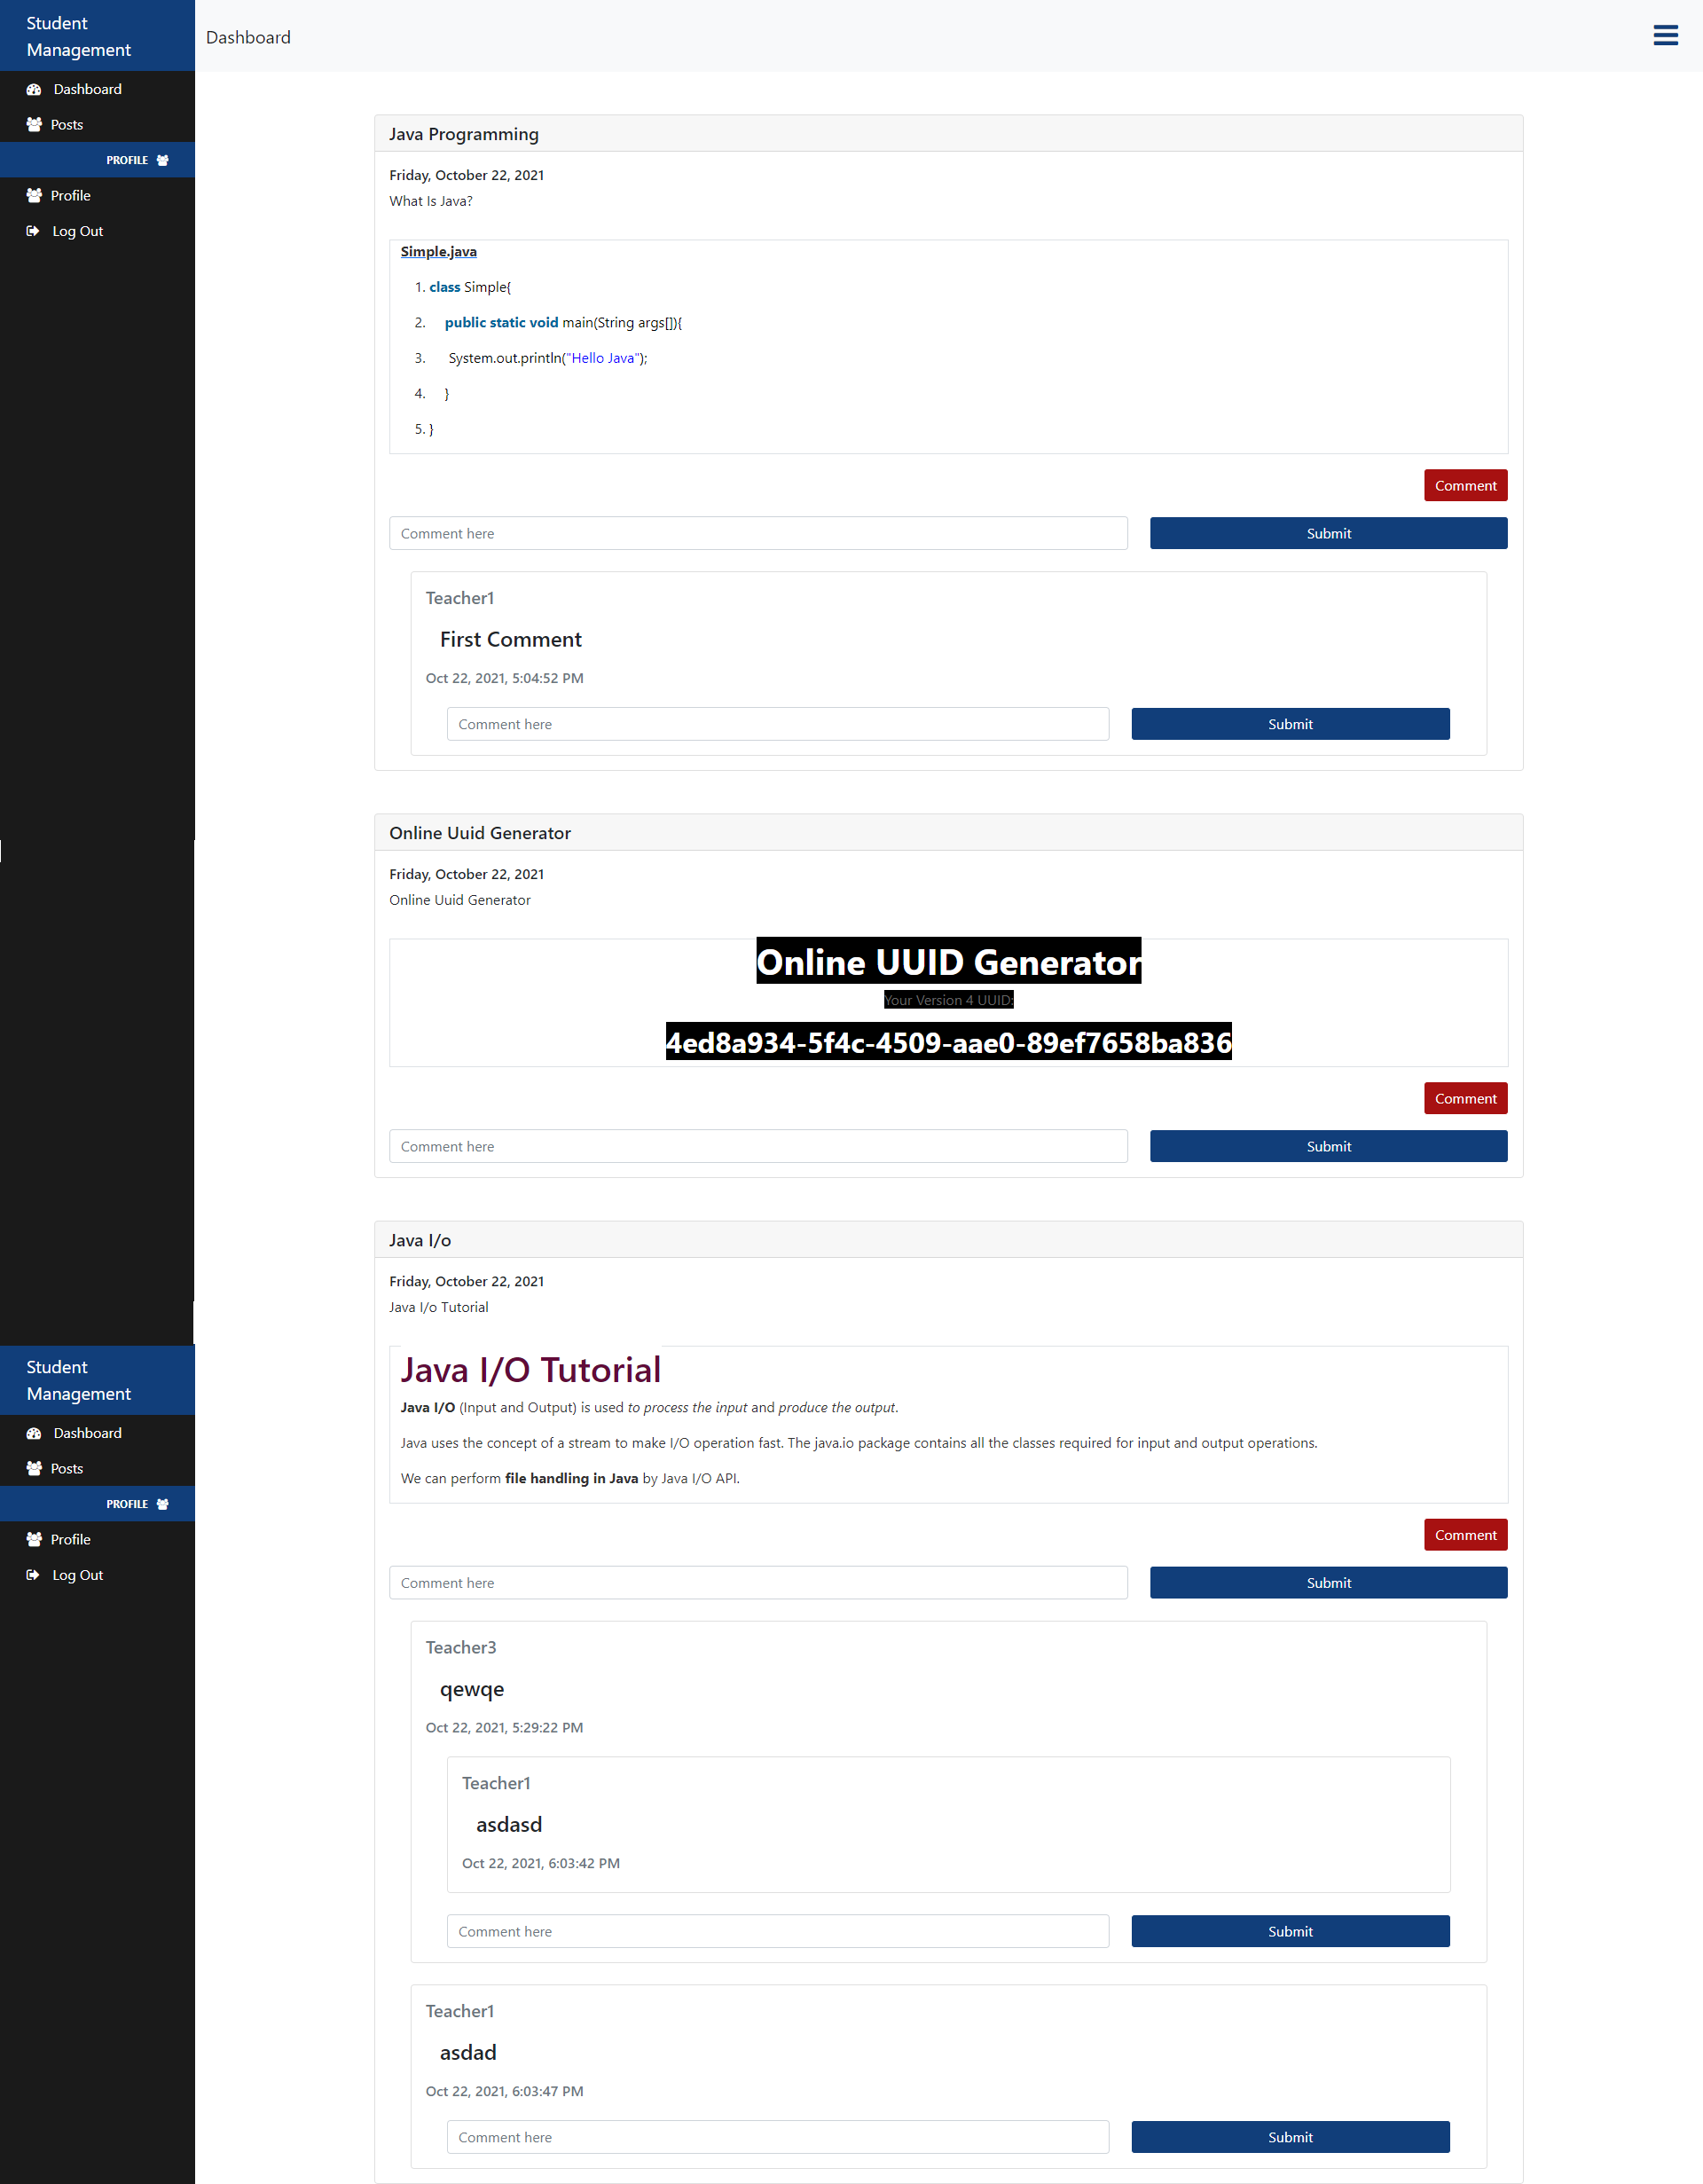 Student
Management
Dashboard
Posts
PROFILE
Profile
Log Out
Dashboard
Java Programming
Friday, October 22, 2021
What Is Java?
Simple.java
1. class Simple{
2. public static void main(String args[]){
3. System.out.println("Hello Java");
4. }
5. }
Comment
Comment here
Submit
Teacher1
First Comment
Oct 22, 2021, 5:04:52 PM
Comment here
Submit
Online Uuid Generator
Friday, October 22, 2021
Online Uuid Generator
Online UUID Generator
Your Version 4 UUID:
4ed8a934-5f4c-4509-aae0-89ef7658ba836
Comment
Comment here
Submit
Java I/o
Friday, October 22, 2021
Java I/o Tutorial
Java I/O Tutorial
Java I/O (Input and Output) is used to process the input and produce the output.
Java uses the concept of a stream to make I/O operation fast. The java.io package contains all the classes required for input and output operations.
We can perform file handling in Java by Java I/O API.
Comment
Comment here
Submit
Teacher3
qewqe
Oct 22, 2021, 5:29:22 PM
Teacher1
asdasd
Oct 22, 2021, 6:03:42 PM
Comment here
Submit
Teacher1
asdad
Oct 22, 2021, 6:03:47 PM
Comment here
Submit
Student
Management
Dashboard
Posts
PROFILE
Profile
Log Out